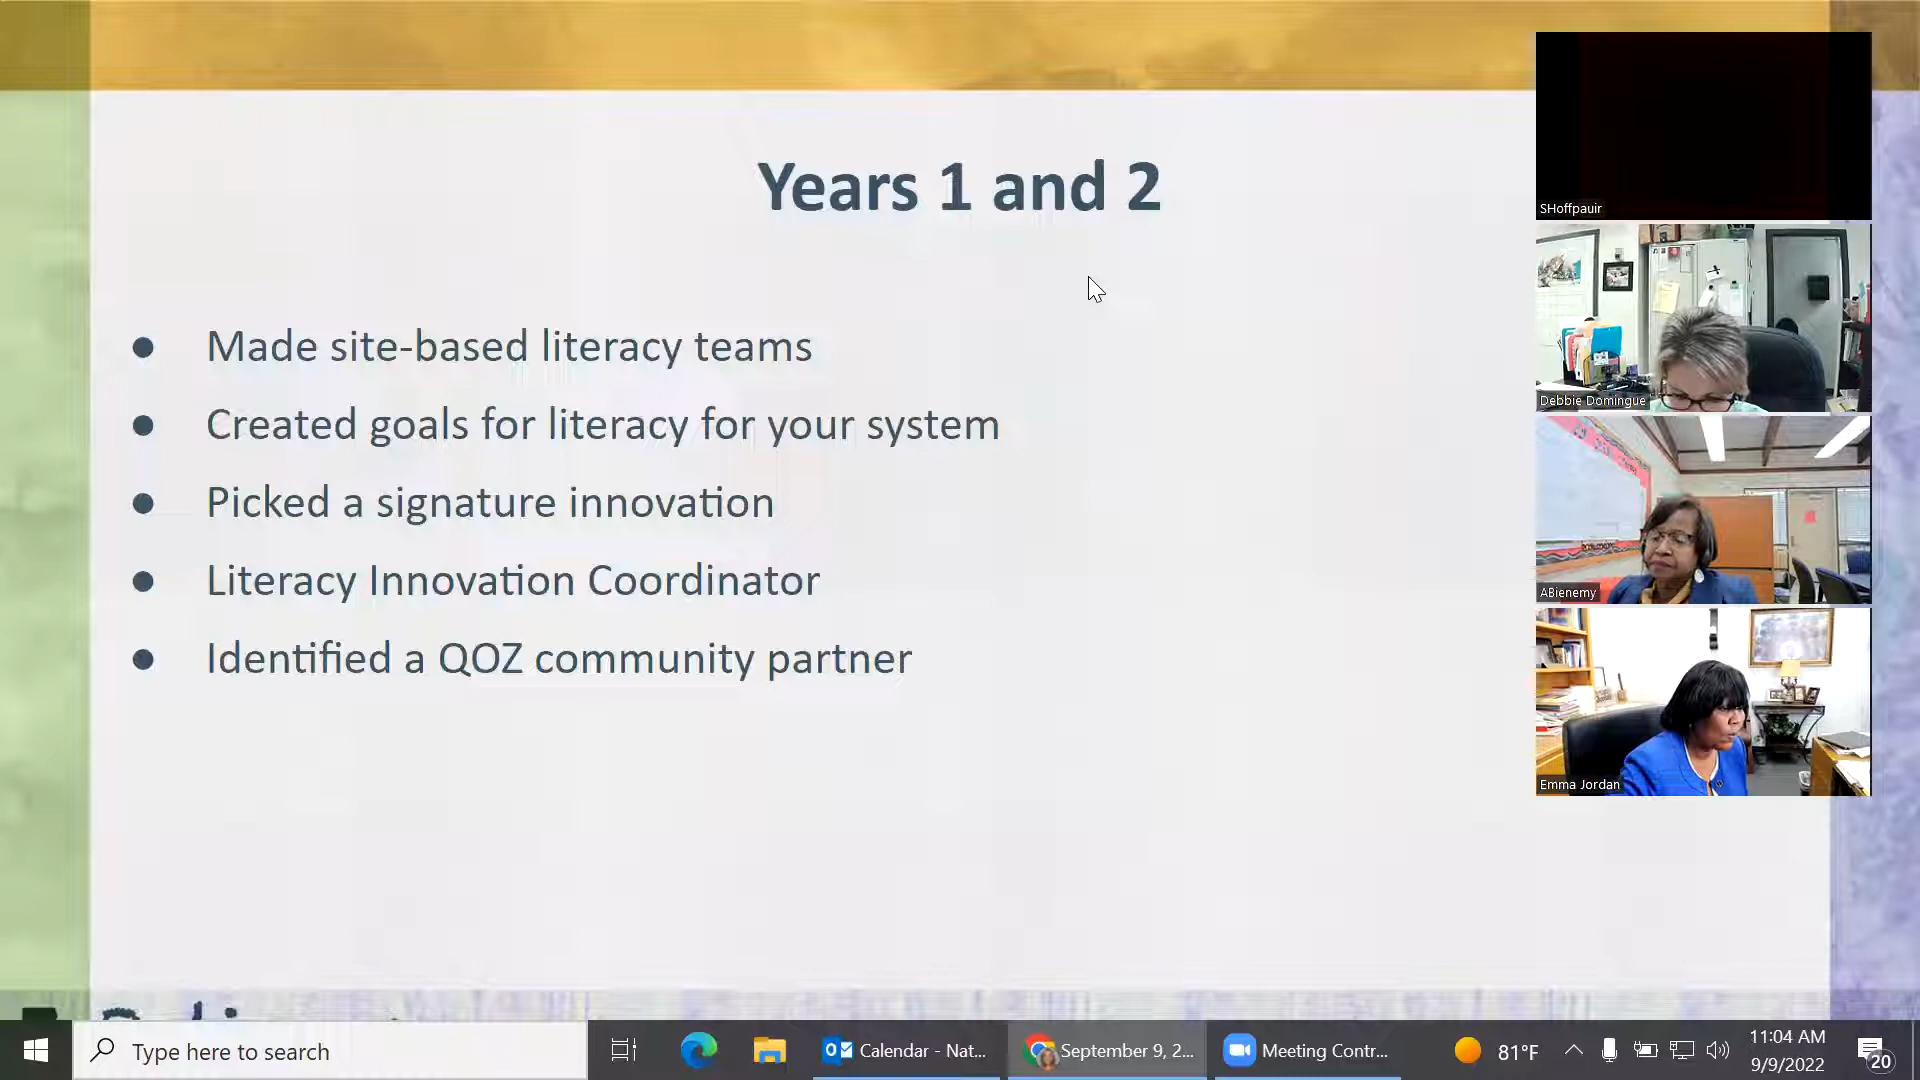 Years 1 and 2
Made site-based literacy teams
Created goals for literacy for your system
Picked a signature innovation
Literacy Innovation Coordinator
Identified a QOZ community partner
SHoffpauir
Debbie Domingue
ABienemy
Emma Jordan
Type here to search
Calendar - Nat...
September 9, 2...
Meeting Contr...
81°F
11:04 AM
9/9/2022
20